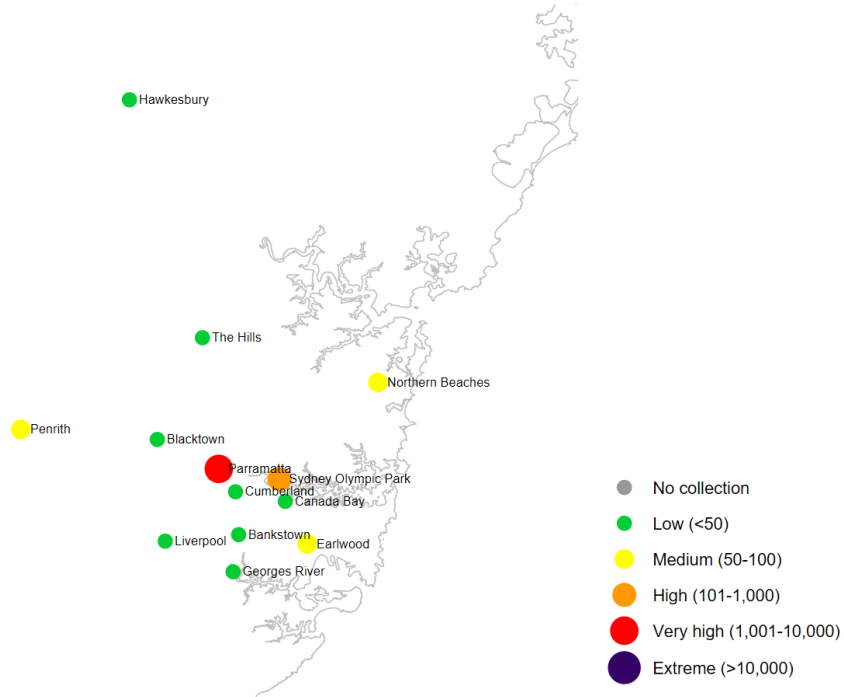 Hawkesbury
The Hills
Northern Beaches
Penrith
Blacktown
Parramatta
Sydney Olympic Park
Cumberland
Canada Bay
Bankstown
Liverpool
Earlwood
Georges River
No collection
Low (<50)
Medium (50-100)
High (101-1,000)
Very high (1,001-10,000)
Extreme (>10,000)